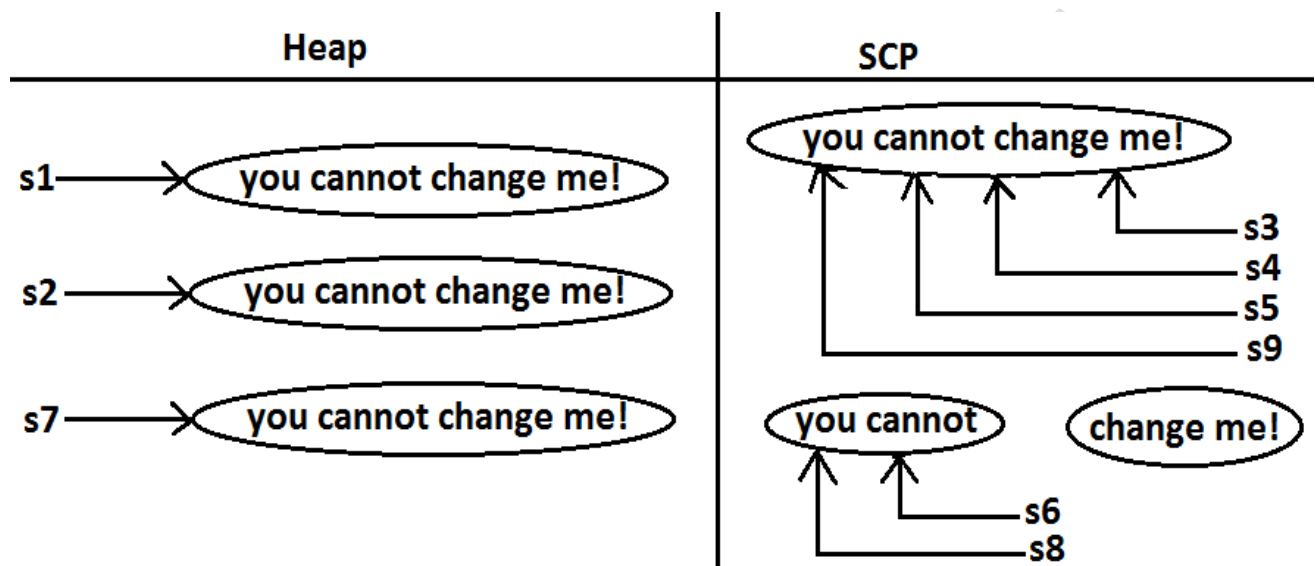 Heap
SCP
s1
you cannot change me!
s2
you cannot change me!
s7
you cannot change me!
you cannot change me!
s3
s4
s5
s9
you cannot
change me!
s6
s8